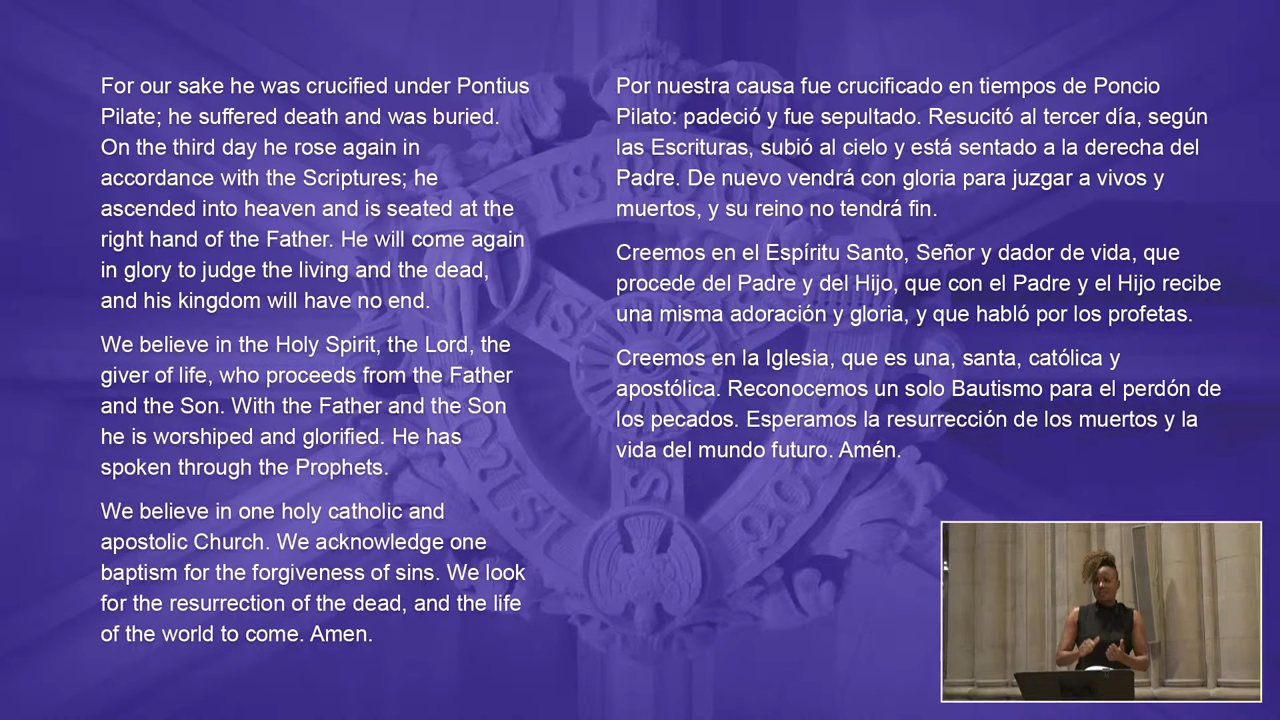 For our sake he was crucified under Pontius
Pilate; he suffered death and was buried.
On the third day he rose again in
accordance with the Scriptures; he
ascended into heaven and is seated at the
right hand of the Father. He will come again
in glory to judge the living and the dead,
and his kingdom will have no end.
We believe in the Holy Spirit, the Lord, the
giver of life, who proceeds from the Father
and the Son. With the Father and the Son
he is worshiped and glorified. He has
spoken through the Prophets.
We believe in one holy catholic and
apostolic Church. We acknowledge one
baptism for the forgiveness of sins. We look
for the resurrection of the dead, and the life
of the world to come. Amen.
Por nuestra causa fue crucificado en tiempos de Poncio
Pilato: padeció y fue sepultado. Resucitó al tercer día, según
las Escrituras, subió al cielo y está sentado a la derecha del
Padre. De nuevo vendrá con gloria para juzgar a vivos y
muertos, y su reino no tendrá fin.
Creemos en el Espíritu Santo, Señor y dador de vida, que
procede del Padre y del Hijo, que con el Padre y el Hijo recibe
una misma adoración y gloria, y que habló por los profetas.
Creemos en la Iglesia, que es una, santa, católica y
apostólica. Reconocemos un solo Bautismo para el perdón de
los pecados. Esperamos la resurrección de los muertos y la
vida del mundo futuro. Amén.